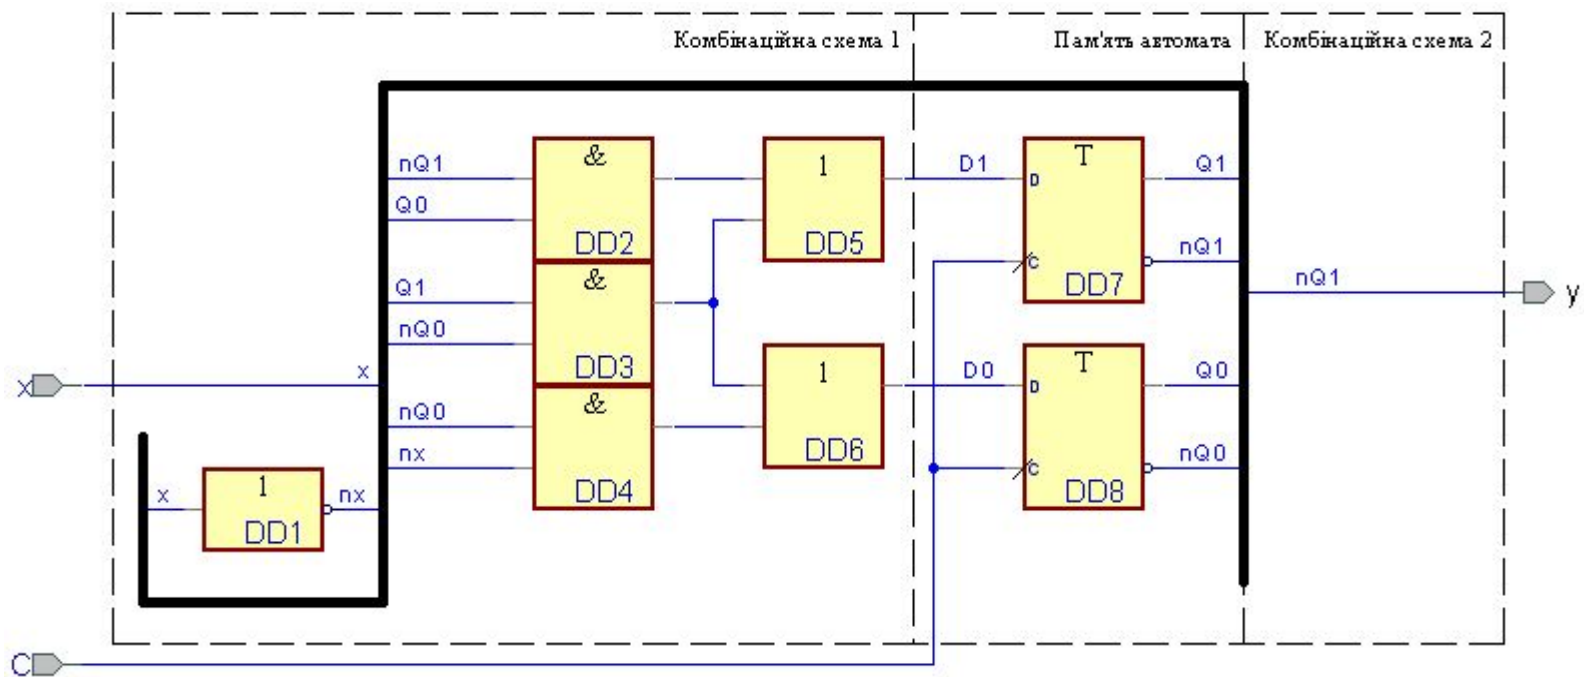 Комбінаційна схема 1
Пам'ять автомата
Комбінаційна схема 2
nQ1
&
1
D1
T
Q1
D
Q0
DD2
DD5
nQ1
C
DD7
Q1
&
nQ1
y
nQ0
DD3
1
D0
T
Q0
D
x
x
nQ0
&
DD6
nQ0
C
nx
DD4
DD8
x
1
nx
DD1
C